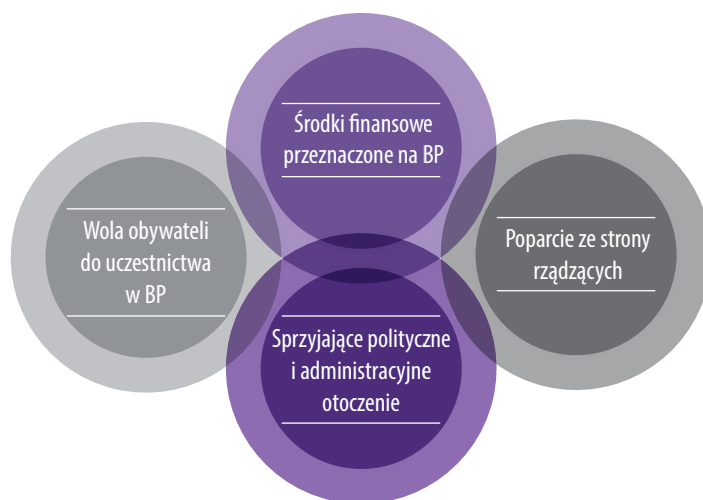 Środki finansowe
przeznaczone na BP
Wola obywateli
do uczestnictwa
w BP
Poparcie ze strony
rządzących
Sprzyjające polityczne
i administracyjne
otoczenie